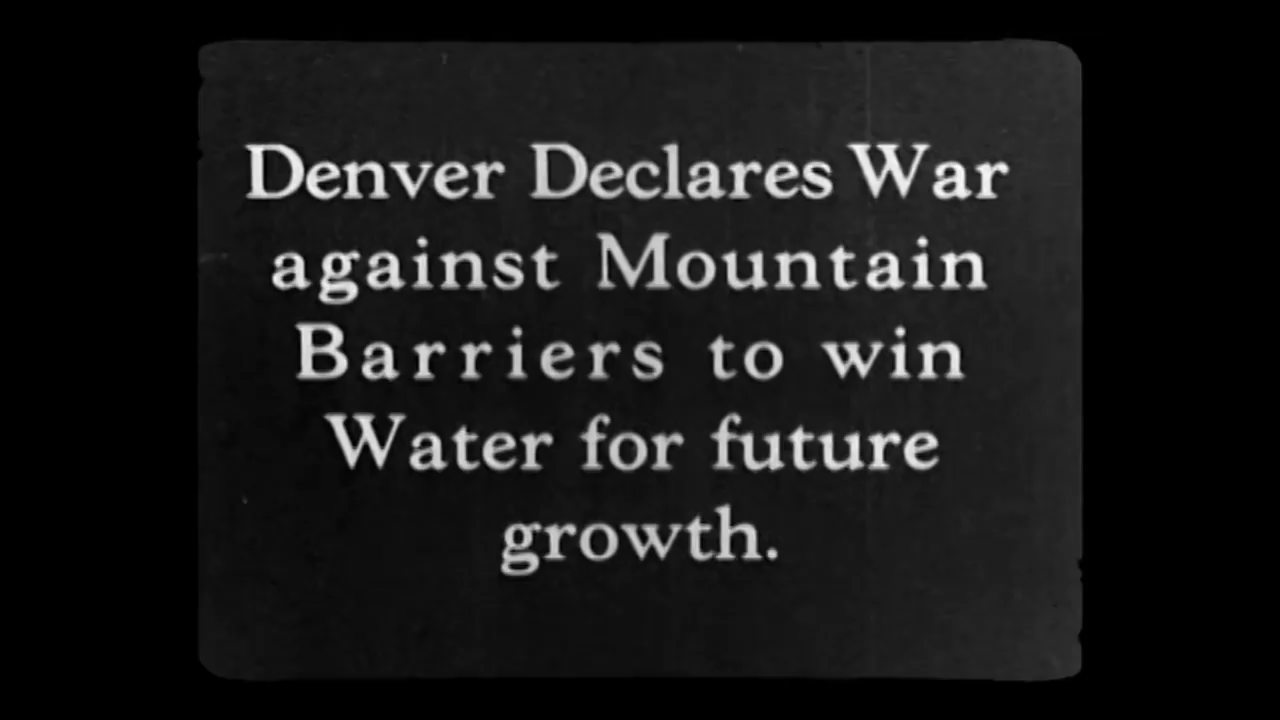 Denver Declares War
against Mountain
Barriers to win
Water for future
growth.